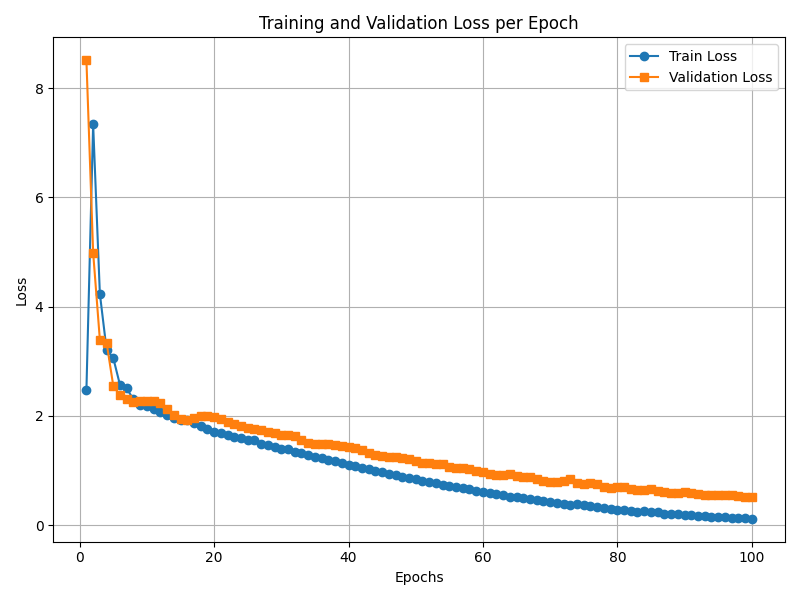 Training and Validation Loss per Epoch
Train Loss
Validation Loss
8
6
4
2
0
Loss
0 20 40 60 80 100
Epochs